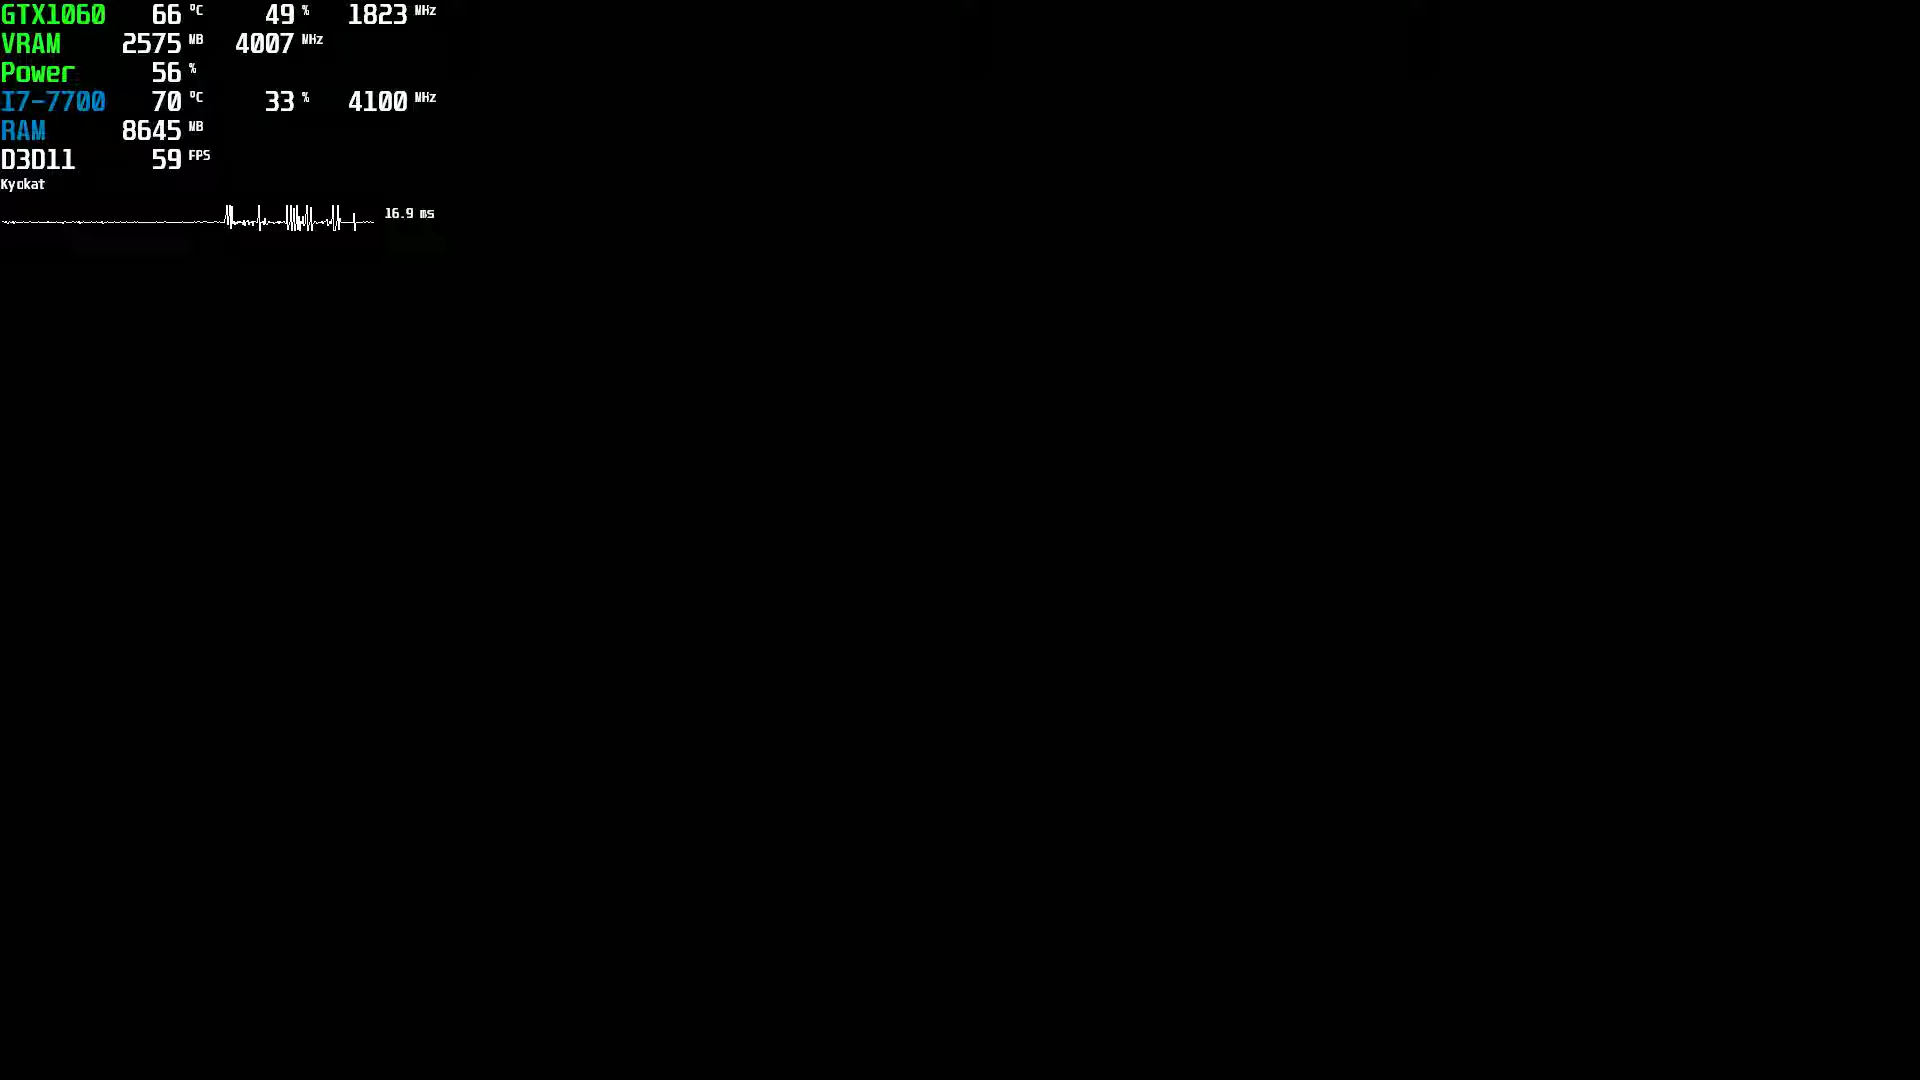 GTX1060 66 °C 49 % 1823 MHz
VRAM 2575 MB 4007 MHz
Power 56 %
I7-7700 70 °C 33 % 4100 MHz
RAM 8645 MB
D3D11 59 FPS
Kyokat
16.9 ms